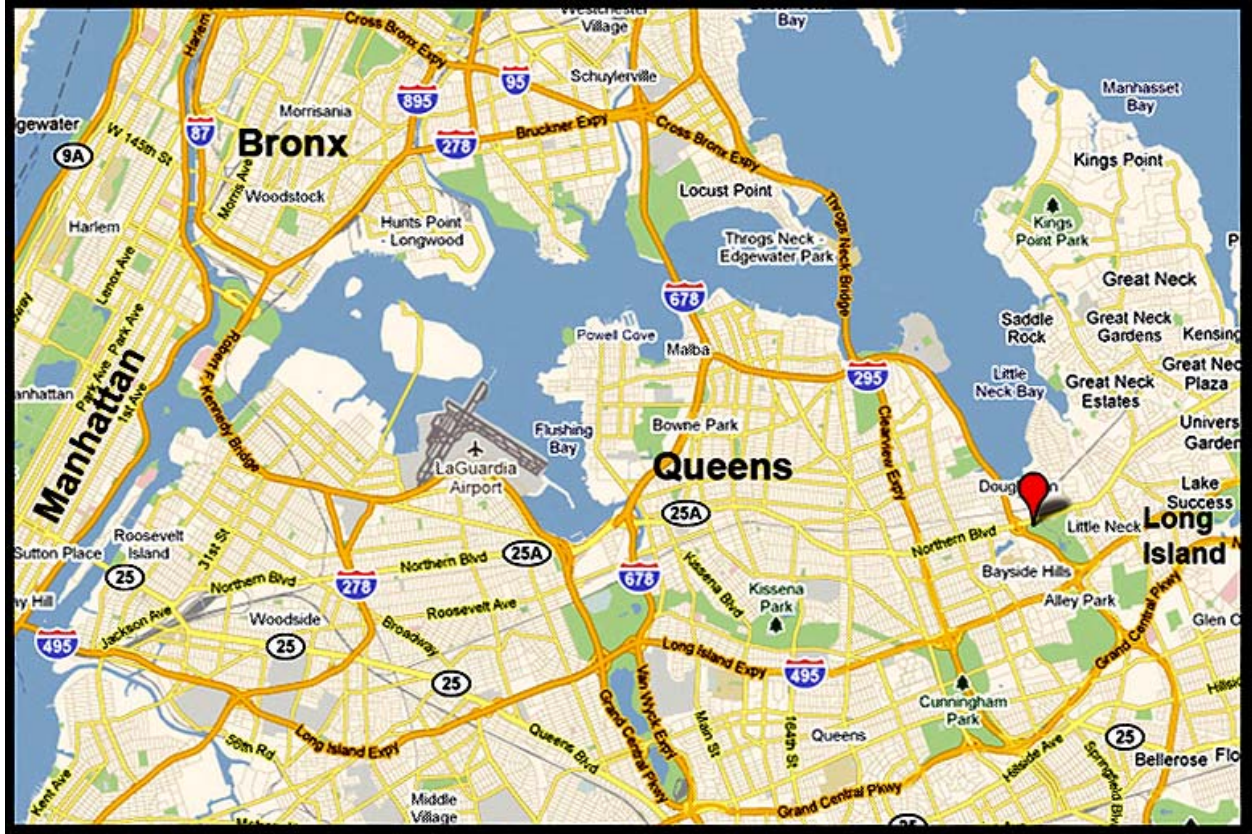 Westchester
Village
Bay
Harlem
Cross Bronx Expy
95
Schuylerville
Manhasset
Bay
895
Morrisania
dgewater
W 145th St
87
Bronx
278
Bruckner Expy
Cross Bronx Expy
9A
Kings Point
Morris Ave
Woodstock
Locust Point
Throgs Neck Bridge
Harlem
Hunts Point
- Longwood
Kings
Point Park
Throgs Neck -
Edgewater Park
Lenox Ave
Great Neck
678
Park Ave
Saddle
Rock
Great Neck
Gardens
Kensing
Robert F Kennedy Bridge
Powell Cove
Malba
Manhattan
1st Ave
Park Ave
anhattan
295
Little
Neck Bay
Great Nec
Plaza
Great Neck
Estates
Clearview Expy
Bowne Park
Flushing
Bay
Univers
Garden
LaGuardia
Airport
Queens
Lake
Success
25A
Little Neck
Long
Island
Northern Blvd
Sutton Place
Roosevelt
Island
31st St
25A
25
Northern Blvd
Northern Blvd
278
678
Kissena Blvd
Kissena
Park
Bayside Hills
Alley Park
ay Hill
Jackson Ave
Woodside
Roosevelt Ave
Broadway
Glen C
495
25
Long Island Expy
495
Grand Central Pkwy
25
Van Wyck Expy
Grand Central Pkwy
Main St
164th St
Cunningham
Park
Queens
Hillsid
56th Rd
Long Island Expy
Queens Blvd
Hillside Ave
25
Springfield Blv
Bellerose
Flo
Kent Ave
Middle
Village
Grand Central Pkwy